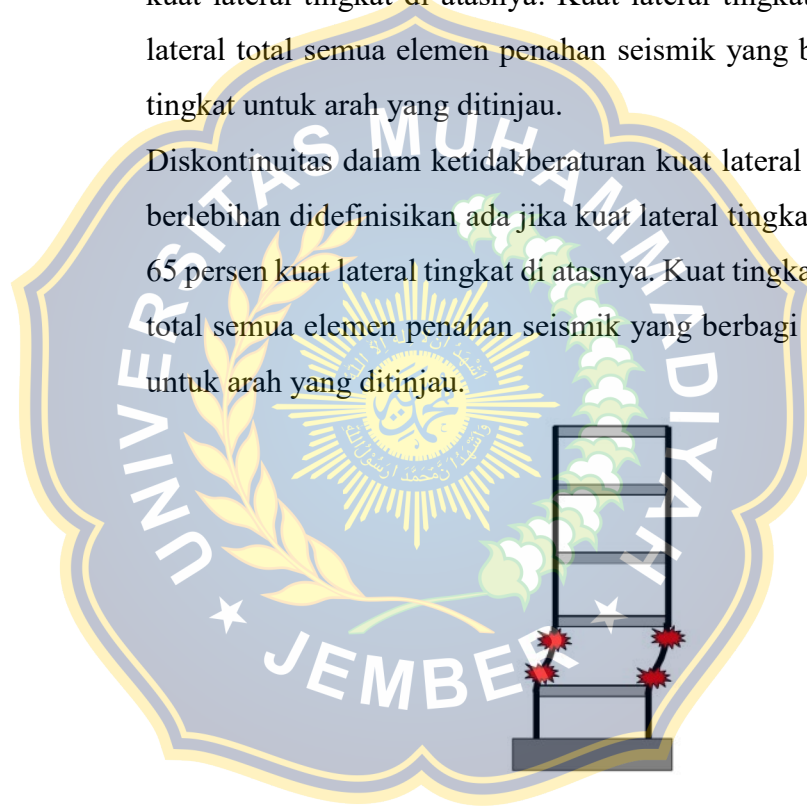 kuat lateral tingkat di atasnya. Kuat lateral tingkat
lateral total semua elemen penahan seismik yang
tingkat untuk arah yang ditinjau.
Diskontinuitas dalam ketidakberaturan kuat lateral
berlebihan didefinisikan ada jika kuat lateral
65 persen kuat lateral tingkat di atasnya. Kuat
total semua elemen penahan seismik yang berbagi
untuk arah yang ditinjau.
UNIVERSITAS MUHAMMADIYAH
JEMBER